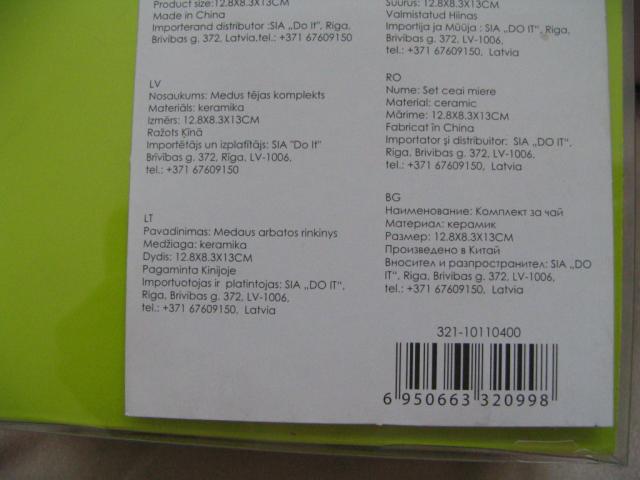 Product size:12.8X8.3X13CM
Made in China
Importerand distributor :SIA „Do It", Riga,
Brivibas g. 372, Latvia,tel.: +371 67609150
LV
Nosaukums: Medus tējas komplekts
Materiāls: keramika
Izmērs: 12.8X8.3X13CM
Ražots Ķīnā
Importētājs un izplafītājs: SIA "Do It"
Brīvības g. 372, Rīga, LV-1006,
tel.: +371 67609150
LT
Pavadinimas: Medaus arbatos rinkinys
Medžiaga: keramika
Dydis: 12.8X8.3X13CM
Pagaminta Kinijoje
Importuotojas ir platintojas: SIA „DO IT",
Riga, Brivibas g. 372, LV-1006,
tel.: +371 67609150, Latvia
Suurus: 12.8X8.3X13CM
Valmistatud Hiinas
Importija ja Müüja : SIA „DO IT", Riga,
Brivibas g. 372, LV-1006,
tel.: +371 67609150, Latvia
RO
Nume: Set ceai miere
Material: ceramic
Mărime: 12.8X8.3X13CM
Fabricat în China
Importator şi distribuitor: SIA „DO IT",
Riga, Brivibas g. 372, LV-1006,
tel.: +371 67609150, Latvia
BG
Наименование: Комплект за чай
Материал: керамик
Размер: 12.8X8.3X13CM
Произведено в Китай
Вносител и разпространител: SIA „DO
IT", Riga, Brivibas g. 372, LV-1006,
tel.: +371 67609150, Latvia
321-10110400
6 950663 320998